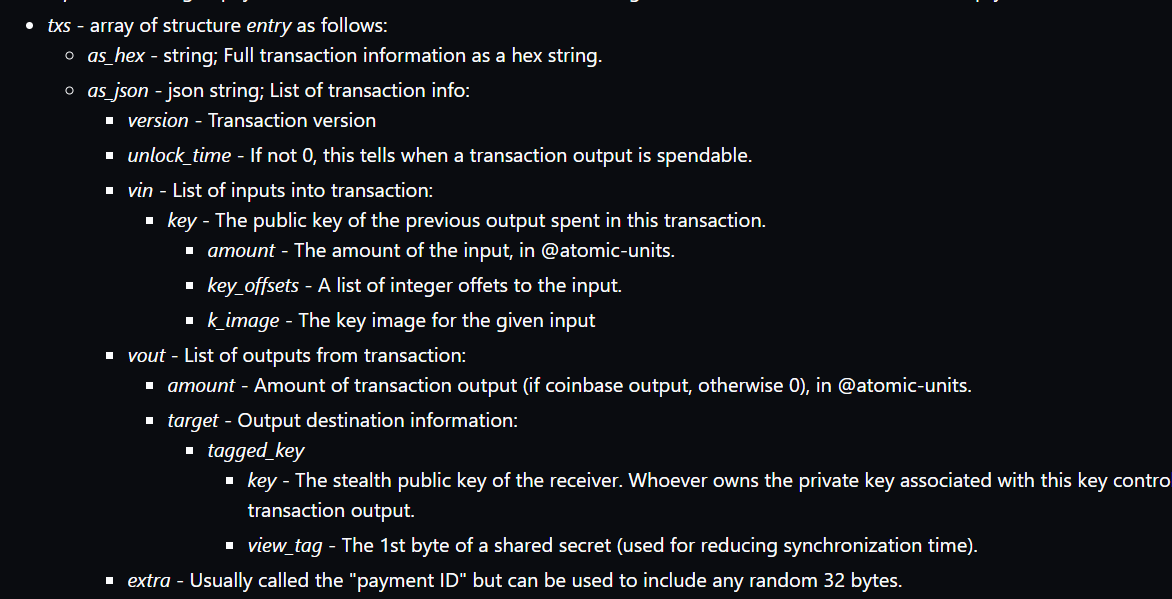 txs - array of structure entry as follows:
as_hex - string; Full transaction information as a hex string.
as_json - json string; List of transaction info:
version - Transaction version
unlock_time - If not 0, this tells when a transaction output is spendable.
vin - List of inputs into transaction:
key - The public key of the previous output spent in this transaction.
amount - The amount of the input, in @atomic-units.
key_offsets - A list of integer offets to the input.
k_image - The key image for the given input
vout - List of outputs from transaction:
amount - Amount of transaction output (if coinbase output, otherwise 0), in @atomic-units.
target - Output destination information:
tagged_key
key - The stealth public key of the receiver. Whoever owns the private key associated with this key contro
transaction output.
view_tag - The 1st byte of a shared secret (used for reducing synchronization time).
extra - Usually called the "payment ID" but can be used to include any random 32 bytes.